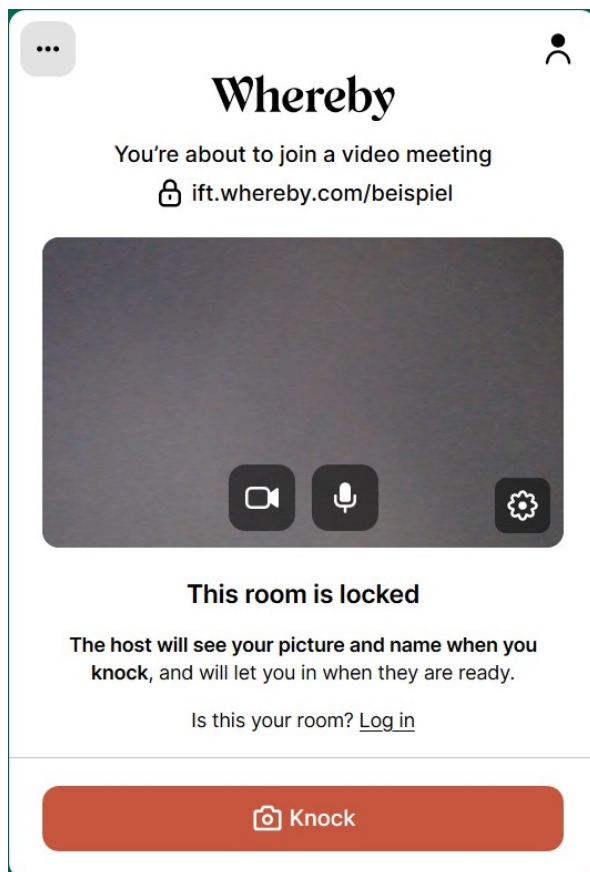 Whereby
You’re about to join a video meeting
ift.whereby.com/beispiel
This room is locked
The host will see your picture and name when you
knock, and will let you in when they are ready.
Is this your room? Log in
Knock